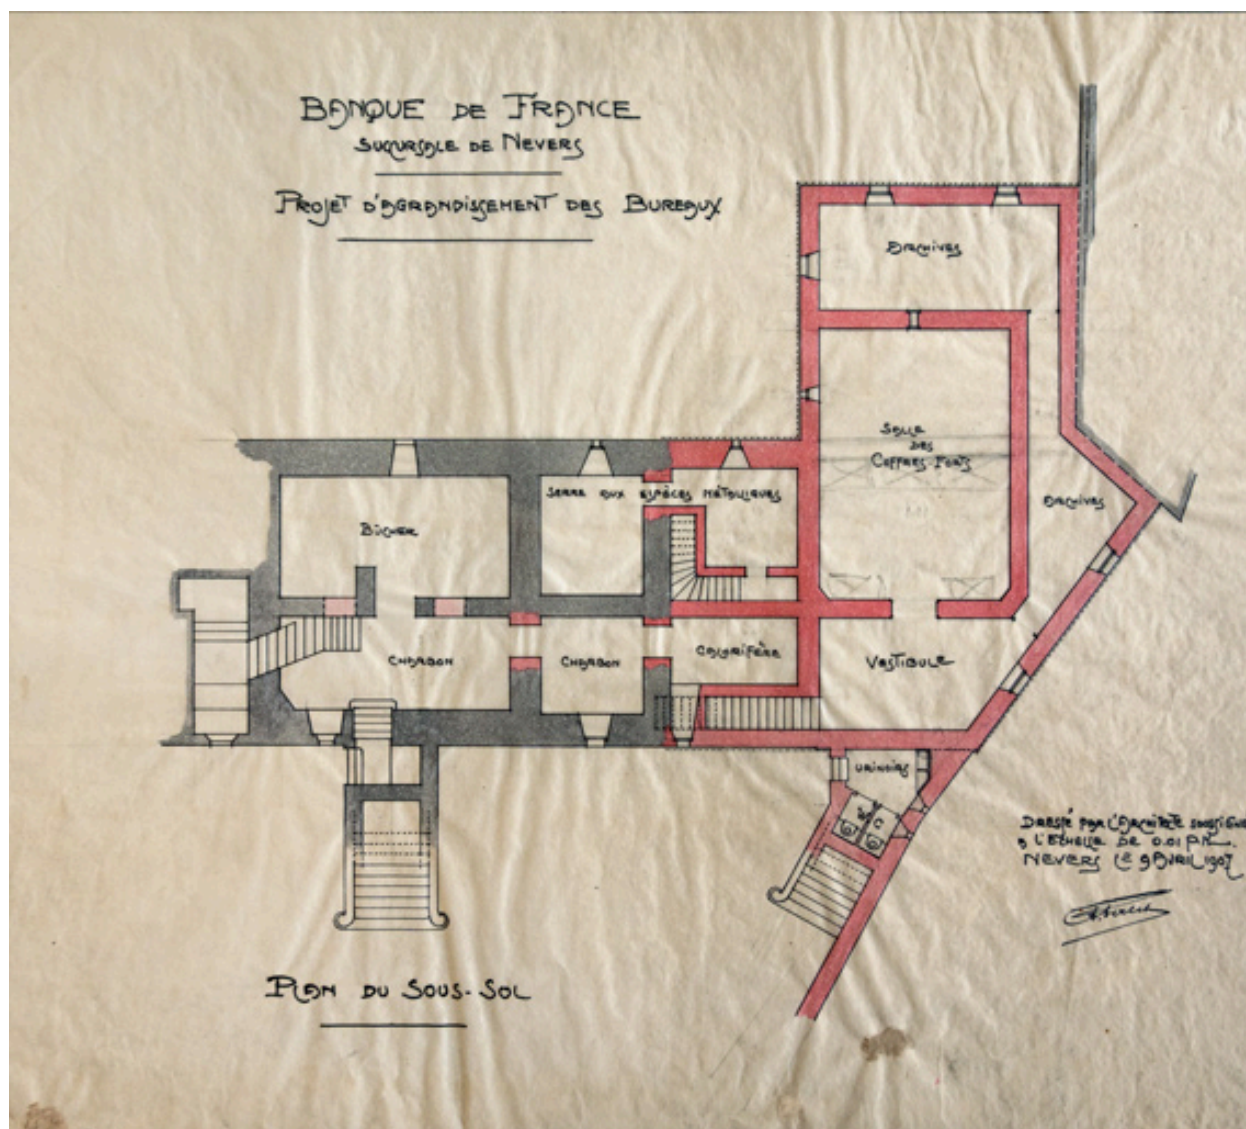 BANQUE DE FRANCE
SUCURSALE DE NEVERS
PROJET D'AGRANDISSEMENT DES BUREAUX
ARCHIVES
SALLE
DES
COFFRES-FORTS
SERRE AUX ESPÈCES MÉTALLIQUES
ARCHIVES
BÛCHER
CHARBON
CHARBON
CALORIFÈRE
VESTIBULE
URINOIRS
W
C
DRESSÉ PAR L'ARCHITECTE SOUSSIGNÉ
À L'ÉCHELLE DE 0.01 P.M.
NEVERS LE 9 AVRIL 1907
PLAN DU SOUS-SOL